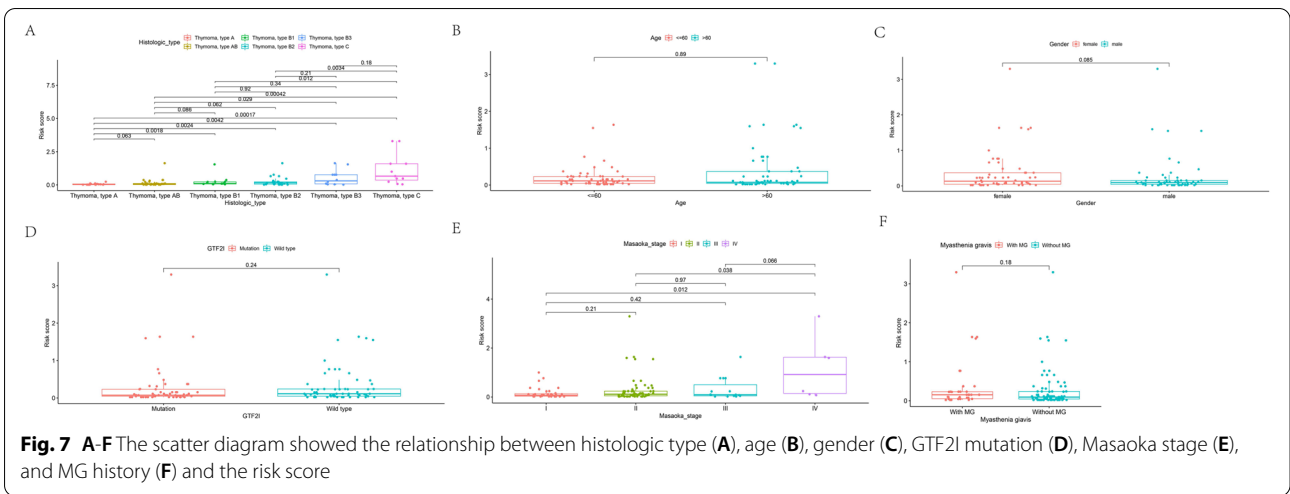 A
Histologic_type Thymoma, type A Thymoma, type B1 Thymoma, type B3
Thymoma, type AB Thymoma, type B2 Thymoma, type C
Risk score
7.5
5.0
2.5
0.0
0.18
0.0034
0.21
0.012
0.34
0.92
0.00042
0.029
0.062
0.086
0.00017
0.0042
0.0024
0.0018
0.063
Thymoma, type A Thymoma, type AB Thymoma, type B1 Thymoma, type B2 Thymoma, type B3 Thymoma, type C
Histologic_type
B
Age <=60 >60
0.89
Risk score
3
2
1
0
<=60 >60
Age
C
Gender female male
0.085
Risk score
3
2
1
0
female male
Gender
D
GTF2I Mutation Wild type
0.24
Risk score
3
2
1
0
Mutation Wild type
GTF2I
E
Masaoka_stage I II III IV
0.066
0.038
0.97
0.012
0.42
0.21
Risk score
4
2
0
I II III IV
Masaoka_stage
F
Myasthenia gravis With MG Without MG
0.18
Risk score
3
2
1
0
With MG Without MG
Myasthenia giavis
Fig. 7 A-F The scatter diagram showed the relationship between histologic type (A), age (B), gender (C), GTF2I mutation (D), Masaoka stage (E),
and MG history (F) and the risk score